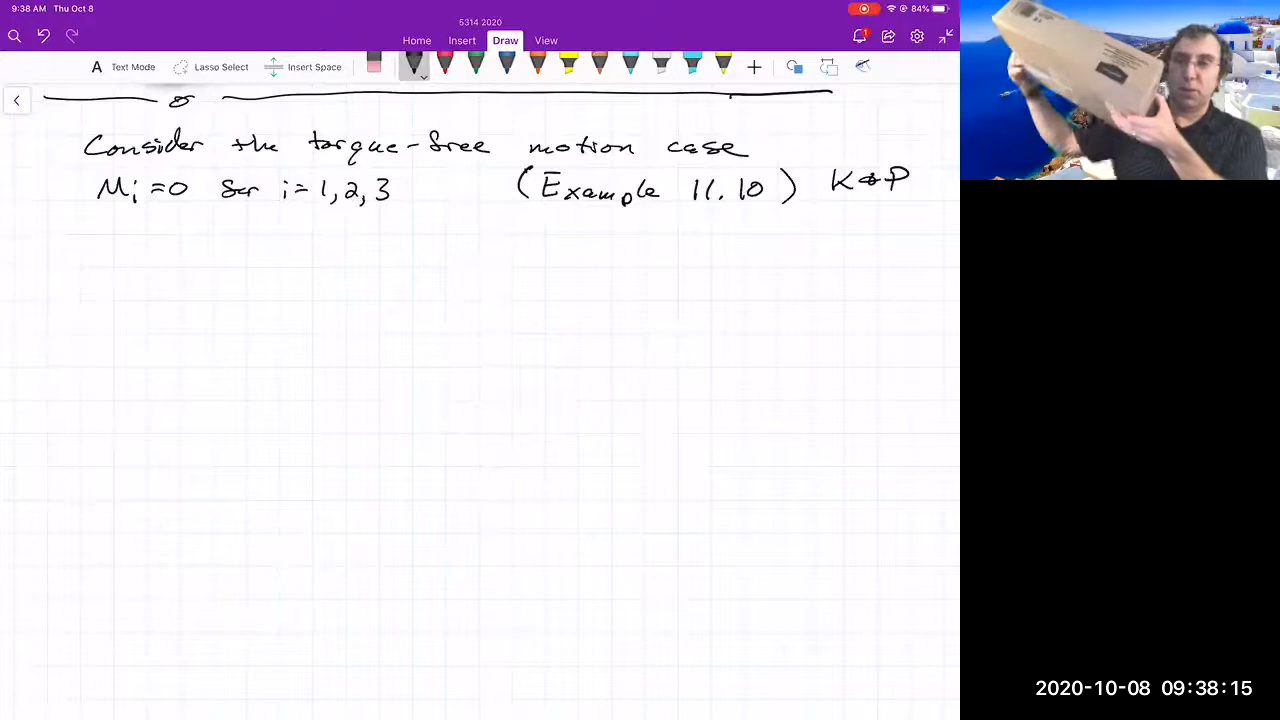 9:38 AM Thu Oct 8
84%
5314 2020
Home Insert Draw View
1
Text Mode Lasso Select Insert Space
Consider the torque-free motion case
Mi = 0 for i = 1, 2, 3 (Example 11.10) K&P
2020-10-08 09:38:15